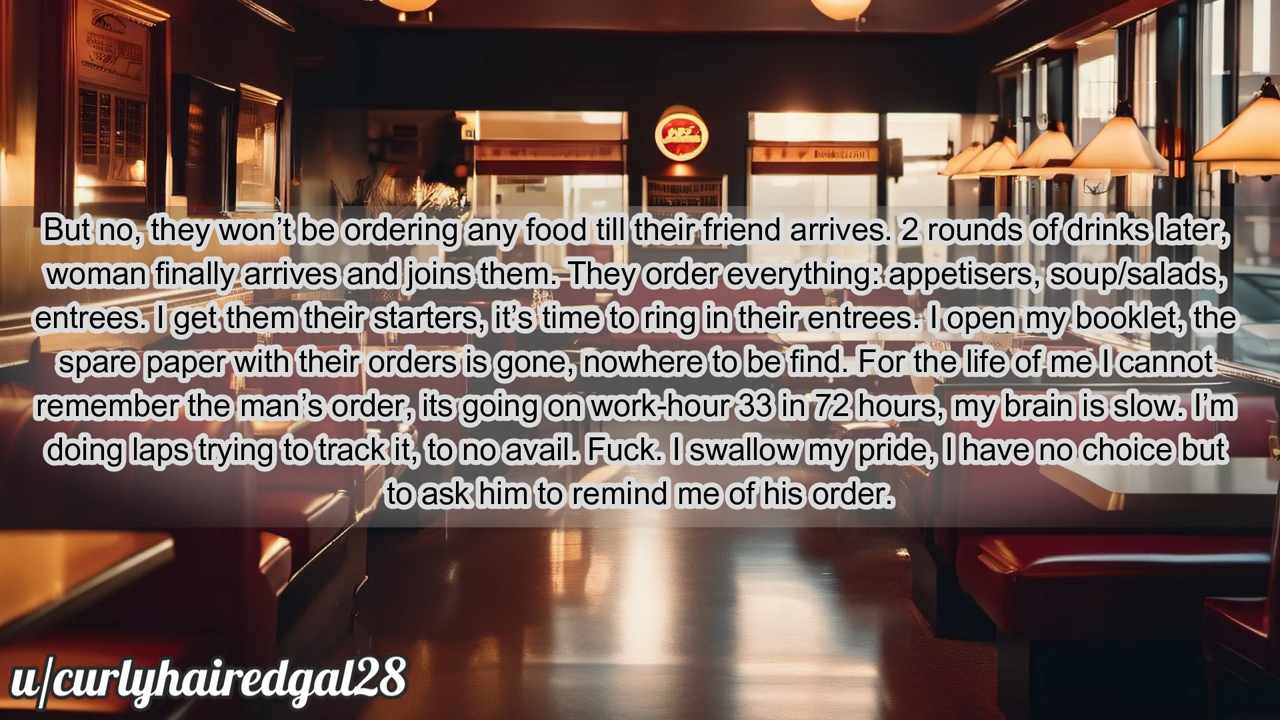 But no, they won’t be ordering any food till their friend arrives. 2 rounds of drinks later,
woman finally arrives and joins them. They order everything: appetisers, soup/salads,
entrees. I get them their starters, it’s time to ring in their entrees. I open my booklet, the
spare paper with their orders is gone, nowhere to be find. For the life of me I cannot
remember the man’s order, its going on work-hour 33 in 72 hours, my brain is slow. I’m
doing laps trying to track it, to no avail. Fuck. I swallow my pride, I have no choice but
to ask him to remind me of his order.
u/curlyhairedgal28